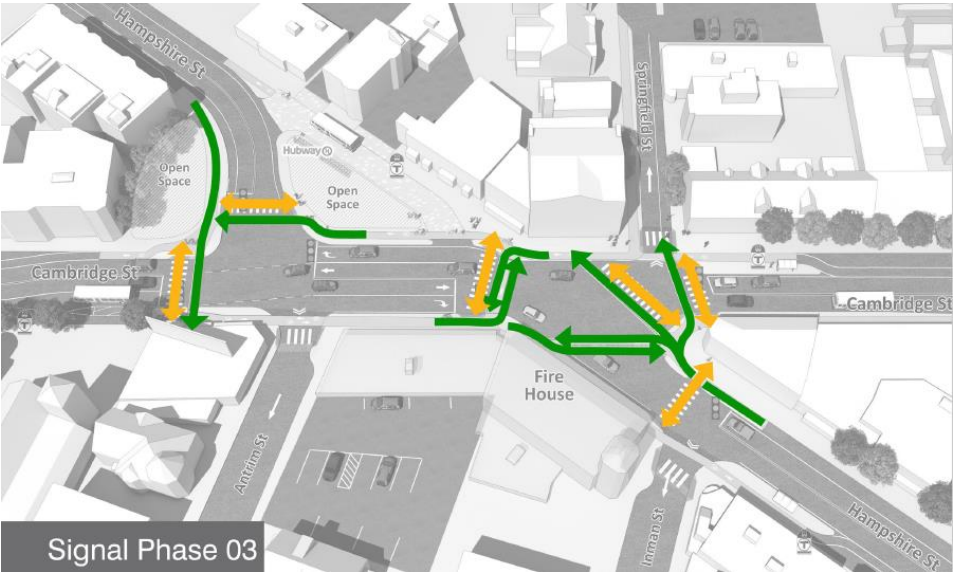 Hampshire St
Springfield St
Hubway
T
Open
Space
Open
Space
T
Cambridge St
Cambridge St
T
Fire
House
Antrim St
Inman St
Hampshire St
T
Signal Phase 03